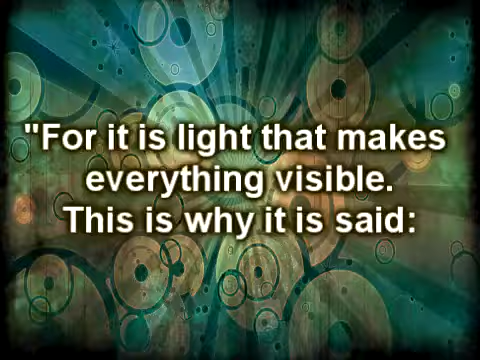 "For it is light that makes
everything visible.
This is why it is said: